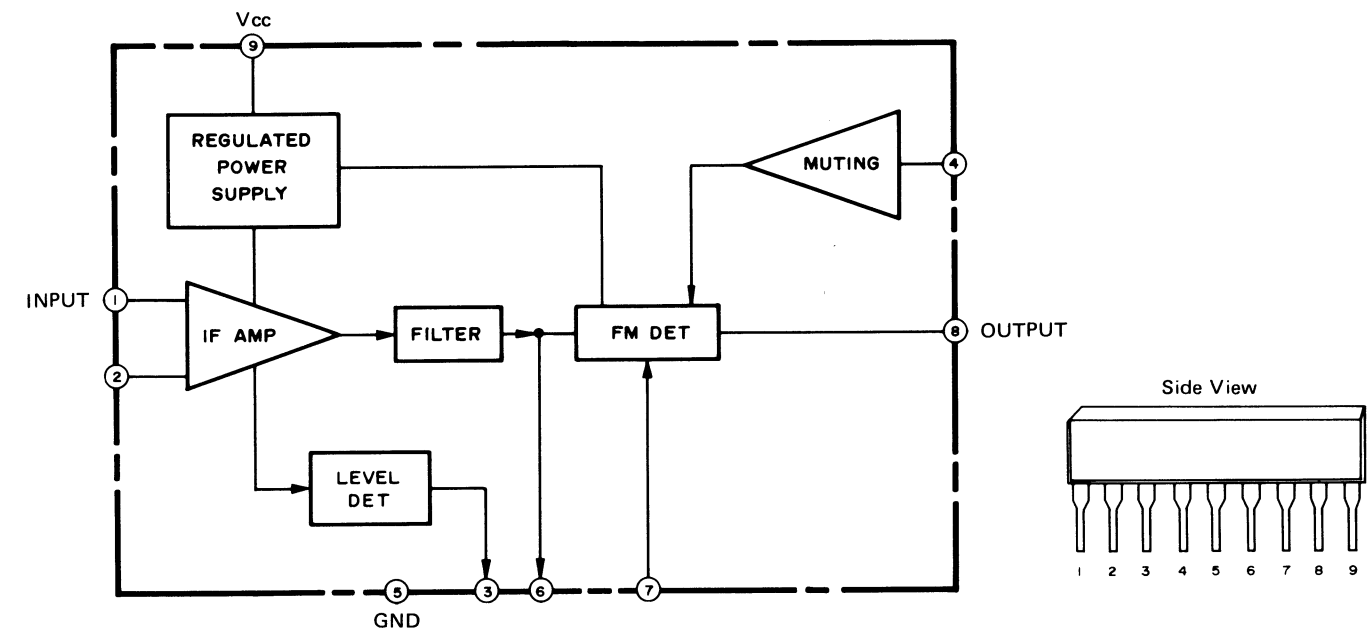 Vcc
9
REGULATED
POWER
SUPPLY
MUTING
4
INPUT
1
IF AMP
FILTER
FM DET
8
OUTPUT
2
Side View
LEVEL
DET
5
3
6
7
GND
1 2 3 4 5 6 7 8 9